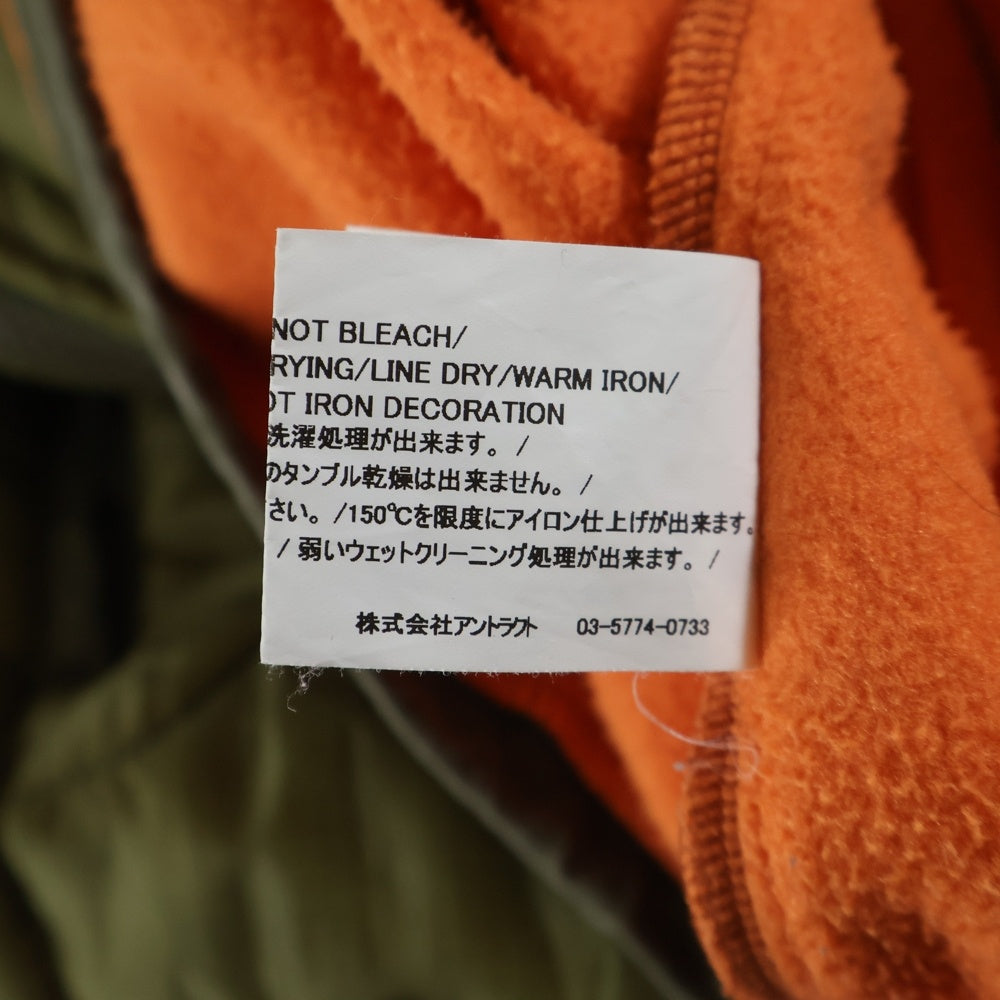 NOT BLEACH/
RYING/LINE DRY/WARM IRON/
OT IRON DECORATION
洗濯処理が出来ます。 /
のタンブル乾燥は出来ません。 /
さい。 /150℃を限度にアイロン仕上げが出来ます。
/ 弱いウェットクリーニング処理が出来ます。 /
株式会社アントラクト 03-5774-0733